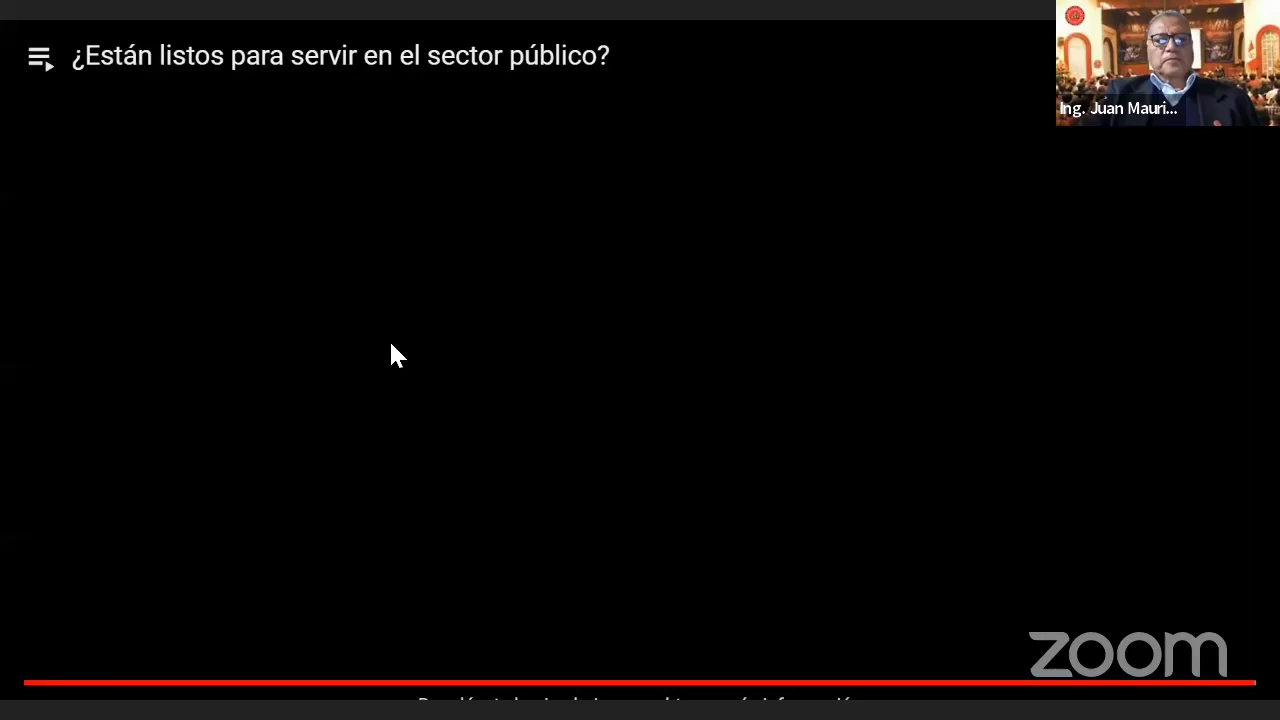 ¿Están listos para servir en el sector público?
Ing. Juan Mauri...
zoom